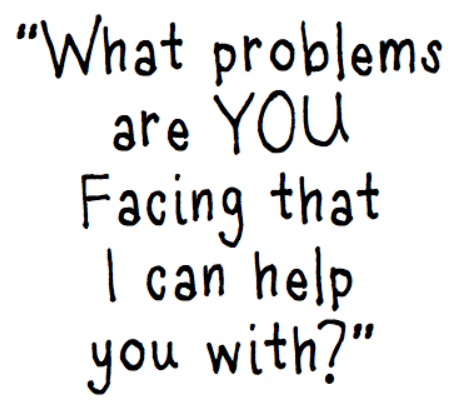 “What problems
are YOU
Facing that
I can help
you with?”